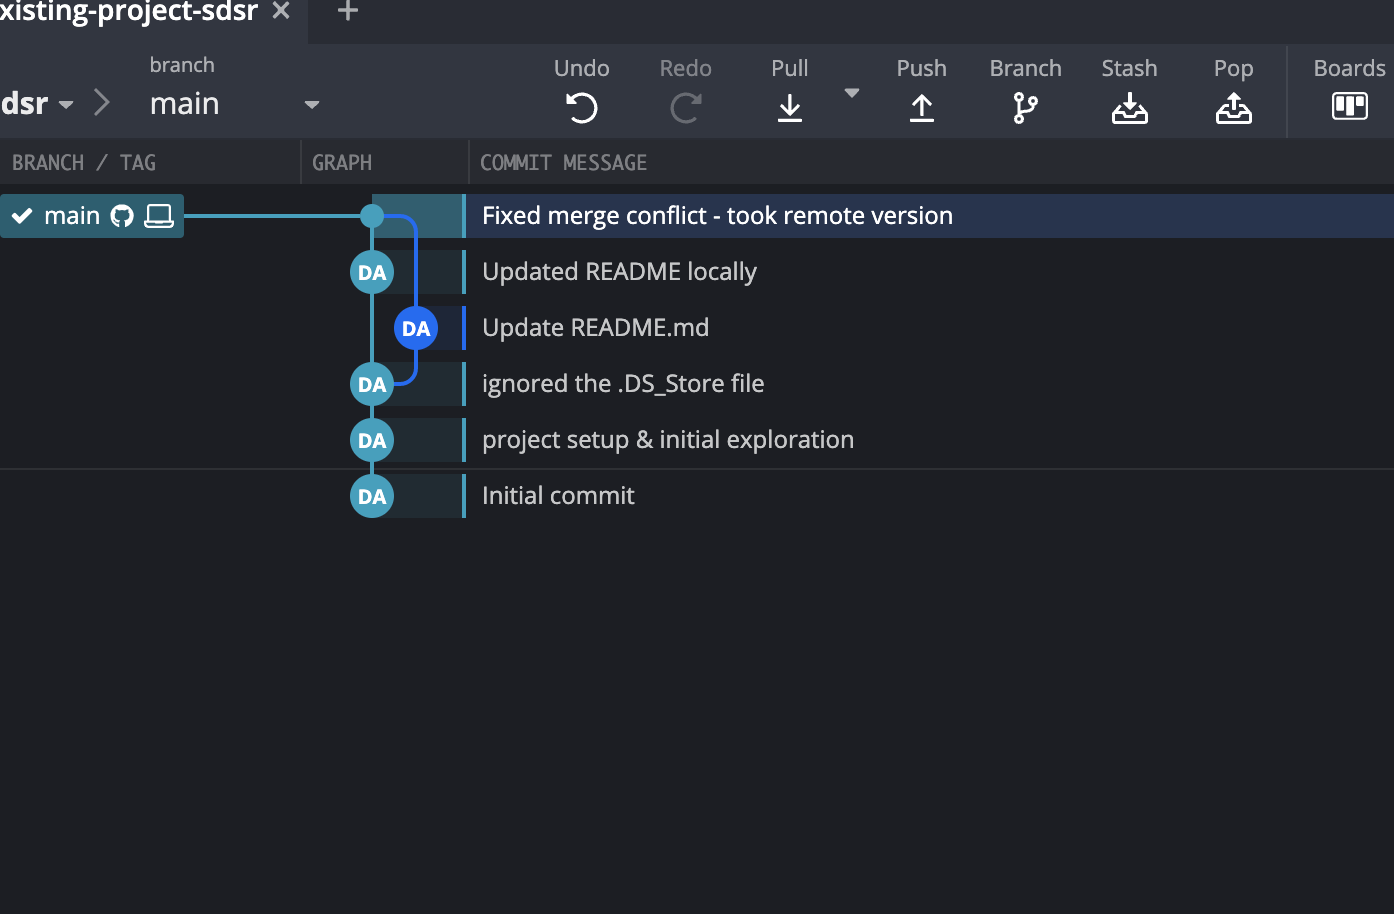 xisting-project-sdsr
branch
dsr
main
Undo
Redo
Pull
Push
Branch
Stash
Pop
Boards
BRANCH / TAG
GRAPH
COMMIT MESSAGE
main
Fixed merge conflict - took remote version
DA
Updated README locally
DA
Update README.md
DA
ignored the .DS_Store file
DA
project setup & initial exploration
DA
Initial commit